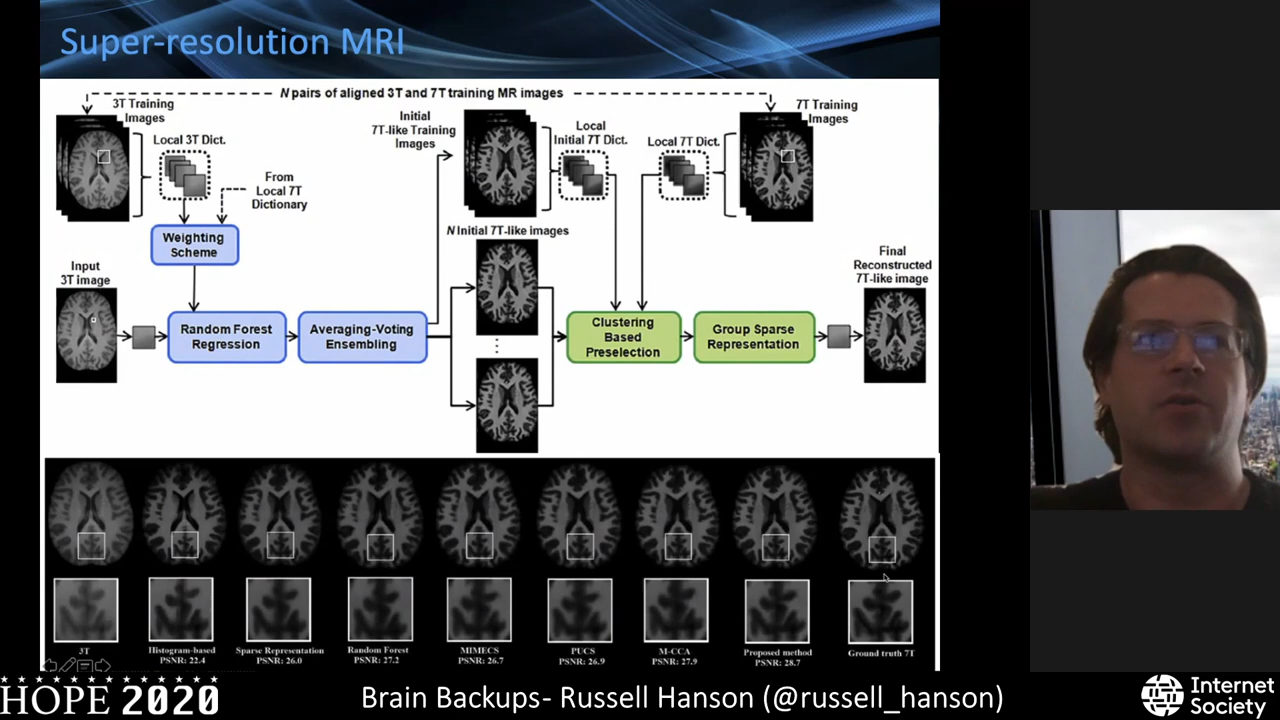 Super-resolution MRI
N pairs of aligned 3T and 7T training MR images
3T Training
Images
Local 3T Dict.
From
Local 7T
Dictionary
Weighting
Scheme
Initial
7T-like Training
Images
Local
Initial 7T Dict.
Local 7T Dict.
7T Training
Images
Input
3T image
Random Forest
Regression
Averaging-Voting
Ensembling
N Initial 7T-like images
Clustering
Based
Preselection
Group Sparse
Representation
Final
Reconstructed
7T-like image
3T
Histogram-based
PSNR: 22.4
Sparse Representation
PSNR: 26.0
Random Forest
PSNR: 27.2
MIMECS
PSNR: 26.7
PUCS
PSNR: 26.9
M-CCA
PSNR: 27.9
Proposed method
PSNR: 28.7
Ground truth 7T
HOPE 2020
Brain Backups- Russell Hanson (@russell_hanson)
Internet
Society